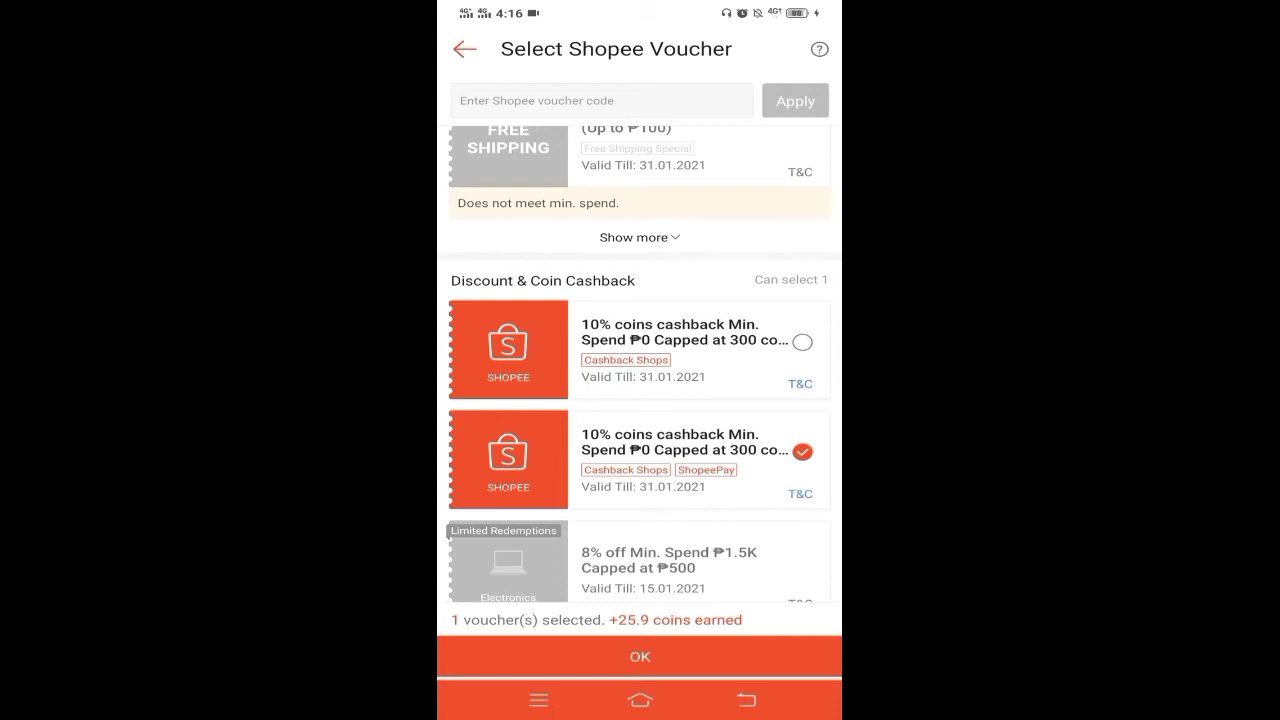 4G+ 4G 4:16 4G↑ 88
Select Shopee Voucher ?
Enter Shopee voucher code Apply
FREE
SHIPPING
(Up to ₱100)
Free Shipping Special
Valid Till: 31.01.2021
T&C
Does not meet min. spend.
Show more
Discount & Coin Cashback Can select 1
S
SHOPEE
10% coins cashback Min.
Spend ₱0 Capped at 300 co...
Cashback Shops
Valid Till: 31.01.2021
T&C
S
SHOPEE
10% coins cashback Min.
Spend ₱0 Capped at 300 co...
Cashback Shops ShopeePay
Valid Till: 31.01.2021
T&C
Limited Redemptions
Electronics
8% off Min. Spend ₱1.5K
Capped at ₱500
Valid Till: 15.01.2021
T&C
1 voucher(s) selected. +25.9 coins earned
OK